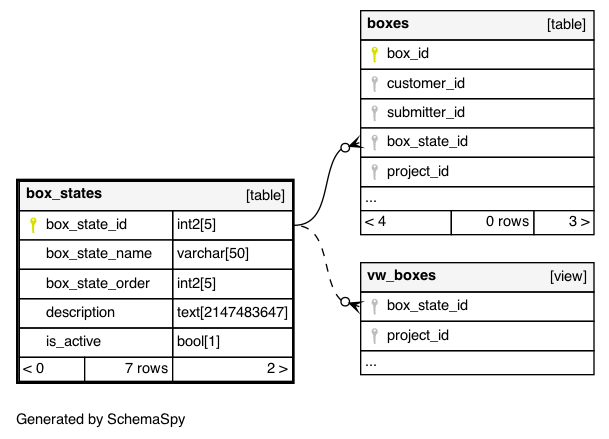 boxes [table]
box_id
customer_id
submitter_id
box_state_id
project_id
...
< 4 0 rows 3 >
box_states [table]
box_state_id int2[5]
box_state_name varchar[50]
box_state_order int2[5]
description text[2147483647]
is_active bool[1]
< 0 7 rows 2 >
vw_boxes [view]
box_state_id
project_id
...
Generated by SchemaSpy